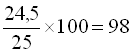 24,5/25 × 100 = 98